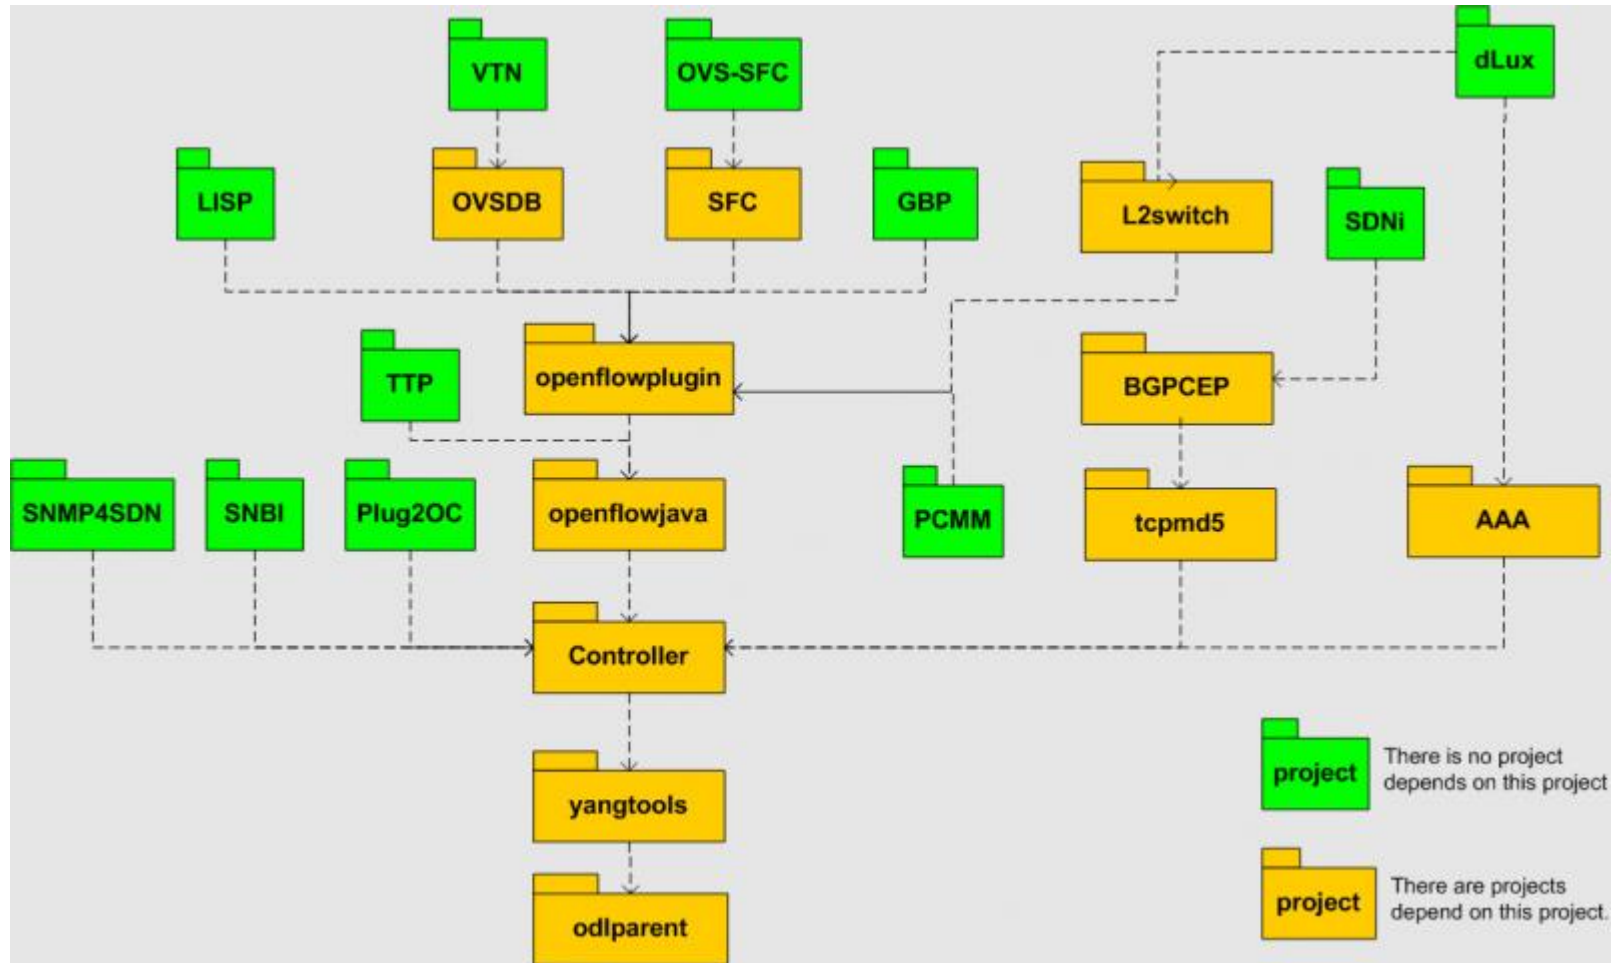 VTN
OVS-SFC
dLux
LISP
OVSDB
SFC
GBP
L2switch
SDNi
TTP
openflowplugin
BGPCEP
SNMP4SDN
SNBI
Plug2OC
openflowjava
PCMM
tcpmd5
AAA
Controller
project
There is no project
depends on this project
yangtools
project
There are projects
depend on this project.
odlparent